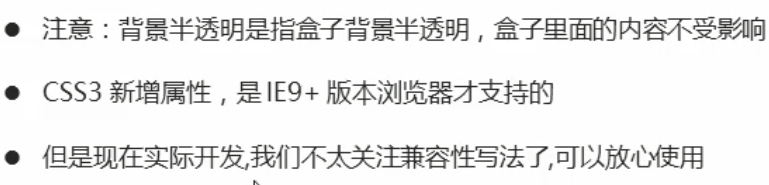 ● 注意：背景半透明是指盒子背景半透明，盒子里面的内容不受影响
● CSS3 新增属性，是 IE9+ 版本浏览器才支持的
● 但是现在实际开发,我们不太关注兼容性写法了,可以放心使用